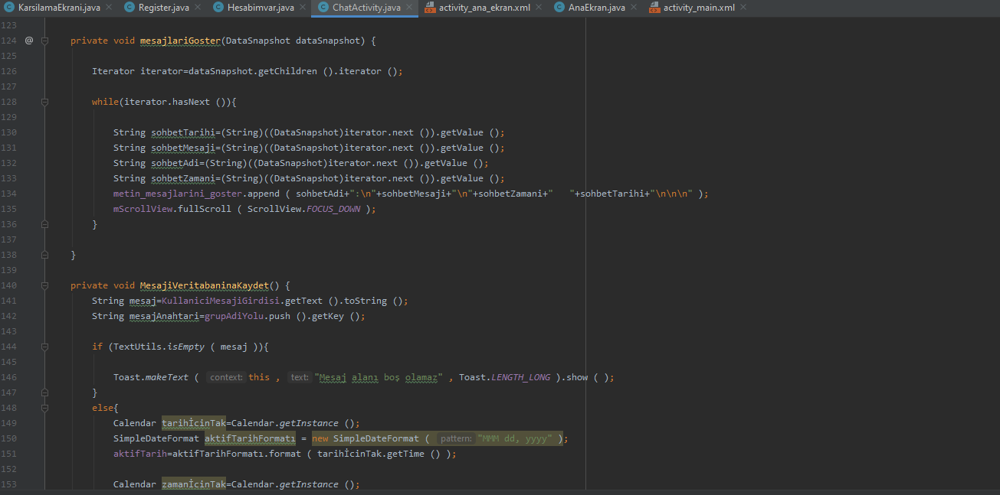 KarsilamaEkrani.java Register.java Hesabimvar.java ChatActivity.java activity_ana_ekran.xml AnaEkran.java activity_main.xml
123
124 @ private void mesajlariGoster(DataSnapshot dataSnapshot) {
125
126 Iterator iterator=dataSnapshot.getChildren ().iterator ();
127
128 while(iterator.hasNext ()){
129
130 String sohbetTarihi=(String)((DataSnapshot)iterator.next ()).getValue ();
131 String sohbetMesaji=(String)((DataSnapshot)iterator.next ()).getValue ();
132 String sohbetAdi=(String)((DataSnapshot)iterator.next ()).getValue ();
133 String sohbetZamani=(String)((DataSnapshot)iterator.next ()).getValue ();
134 metin_mesajlarini_goster.append ( sohbetAdi+":\n"+sohbetMesaji+"\n"+sohbetZamani+"   "+sohbetTarihi+"\n\n\n" );
135 mScrollView.fullScroll ( ScrollView.FOCUS_DOWN );
136 }
137
138 }
139
140 private void MesajiVeritabaninaKaydet() {
141 String mesaj=KullaniciMesajiGirdisi.getText ().toString ();
142 String mesajAnahtari=grupAdiYolu.push ().getKey ();
143
144 if (TextUtils.isEmpty ( mesaj )){
145
146 Toast.makeText ( context: this , text: "Mesaj alanı boş olamaz" , Toast.LENGTH_LONG ).show ( );
147 }
148 else{
149 Calendar tarihİcinTak=Calendar.getInstance ();
150 SimpleDateFormat aktifTarihFormatı = new SimpleDateFormat ( pattern: "MMM dd, yyyy" );
151 aktifTarih=aktifTarihFormatı.format ( tarihİcinTak.getTime () );
152
153 Calendar zamanİcinTak=Calendar.getInstance ();